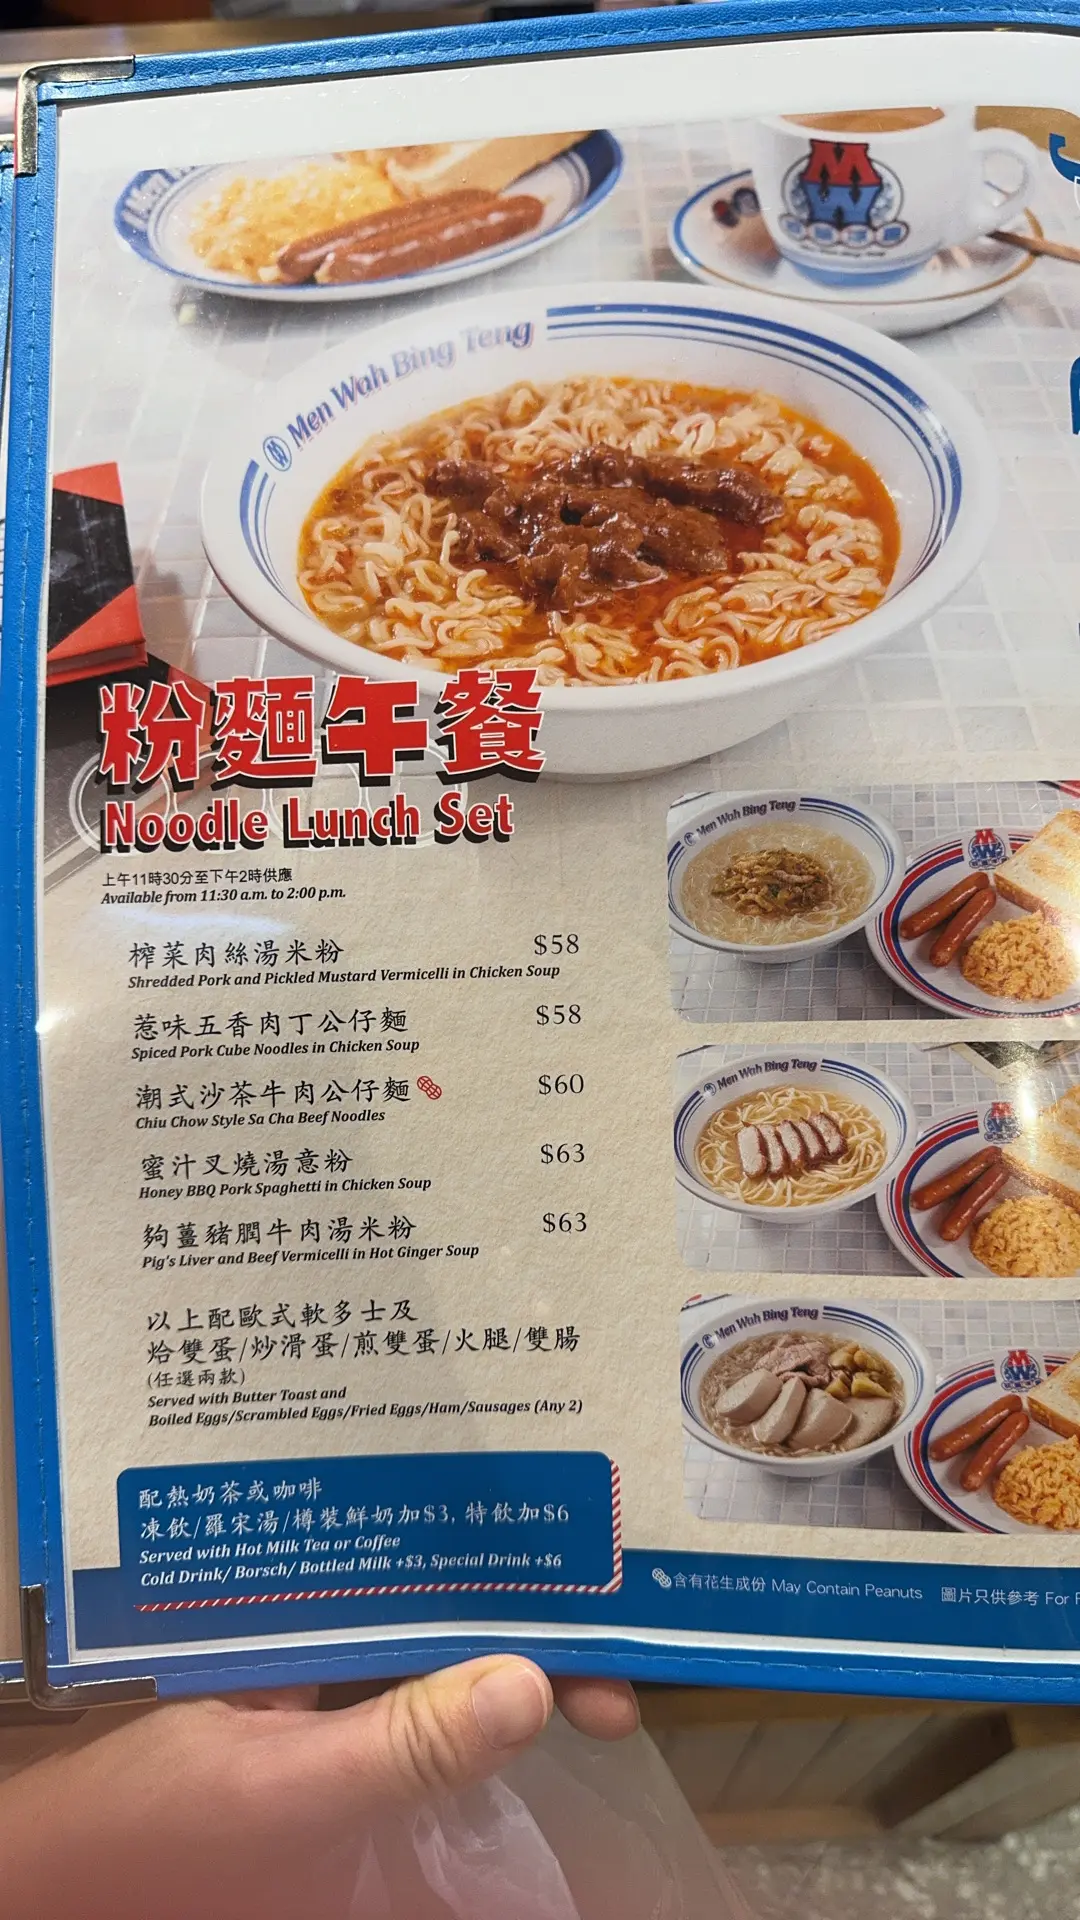 Men Wah Bing Teng
粉麵午餐
Noodle Lunch Set
上午11時30分至下午2時供應
Available from 11:30 a.m. to 2:00 p.m.
榨菜肉絲湯米粉 $58
Shredded Pork and Pickled Mustard Vermicelli in Chicken Soup
惹味五香肉丁公仔麵 $58
Spiced Pork Cube Noodles in Chicken Soup
潮式沙茶牛肉公仔麵 $60
Chiu Chow Style Sa Cha Beef Noodles
蜜汁叉燒湯意粉 $63
Honey BBQ Pork Spaghetti in Chicken Soup
夠薑豬膶牛肉湯米粉 $63
Pig's Liver and Beef Vermicelli in Hot Ginger Soup
以上配歐式軟多士及
烚雙蛋/炒滑蛋/煎雙蛋/火腿/雙腸
(任選兩款)
Served with Butter Toast and
Boiled Eggs/Scrambled Eggs/Fried Eggs/Ham/Sausages (Any 2)
配熱奶茶或咖啡
凍飲/羅宋湯/樽裝鮮奶加$3, 特飲加$6
Served with Hot Milk Tea or Coffee
Cold Drink/ Borsch/ Bottled Milk +$3, Special Drink +$6
Men Wah Bing Teng
Men Wah Bing Teng
Men Wah Bing Teng
含有花生成份 May Contain Peanuts 圖片只供參考 For